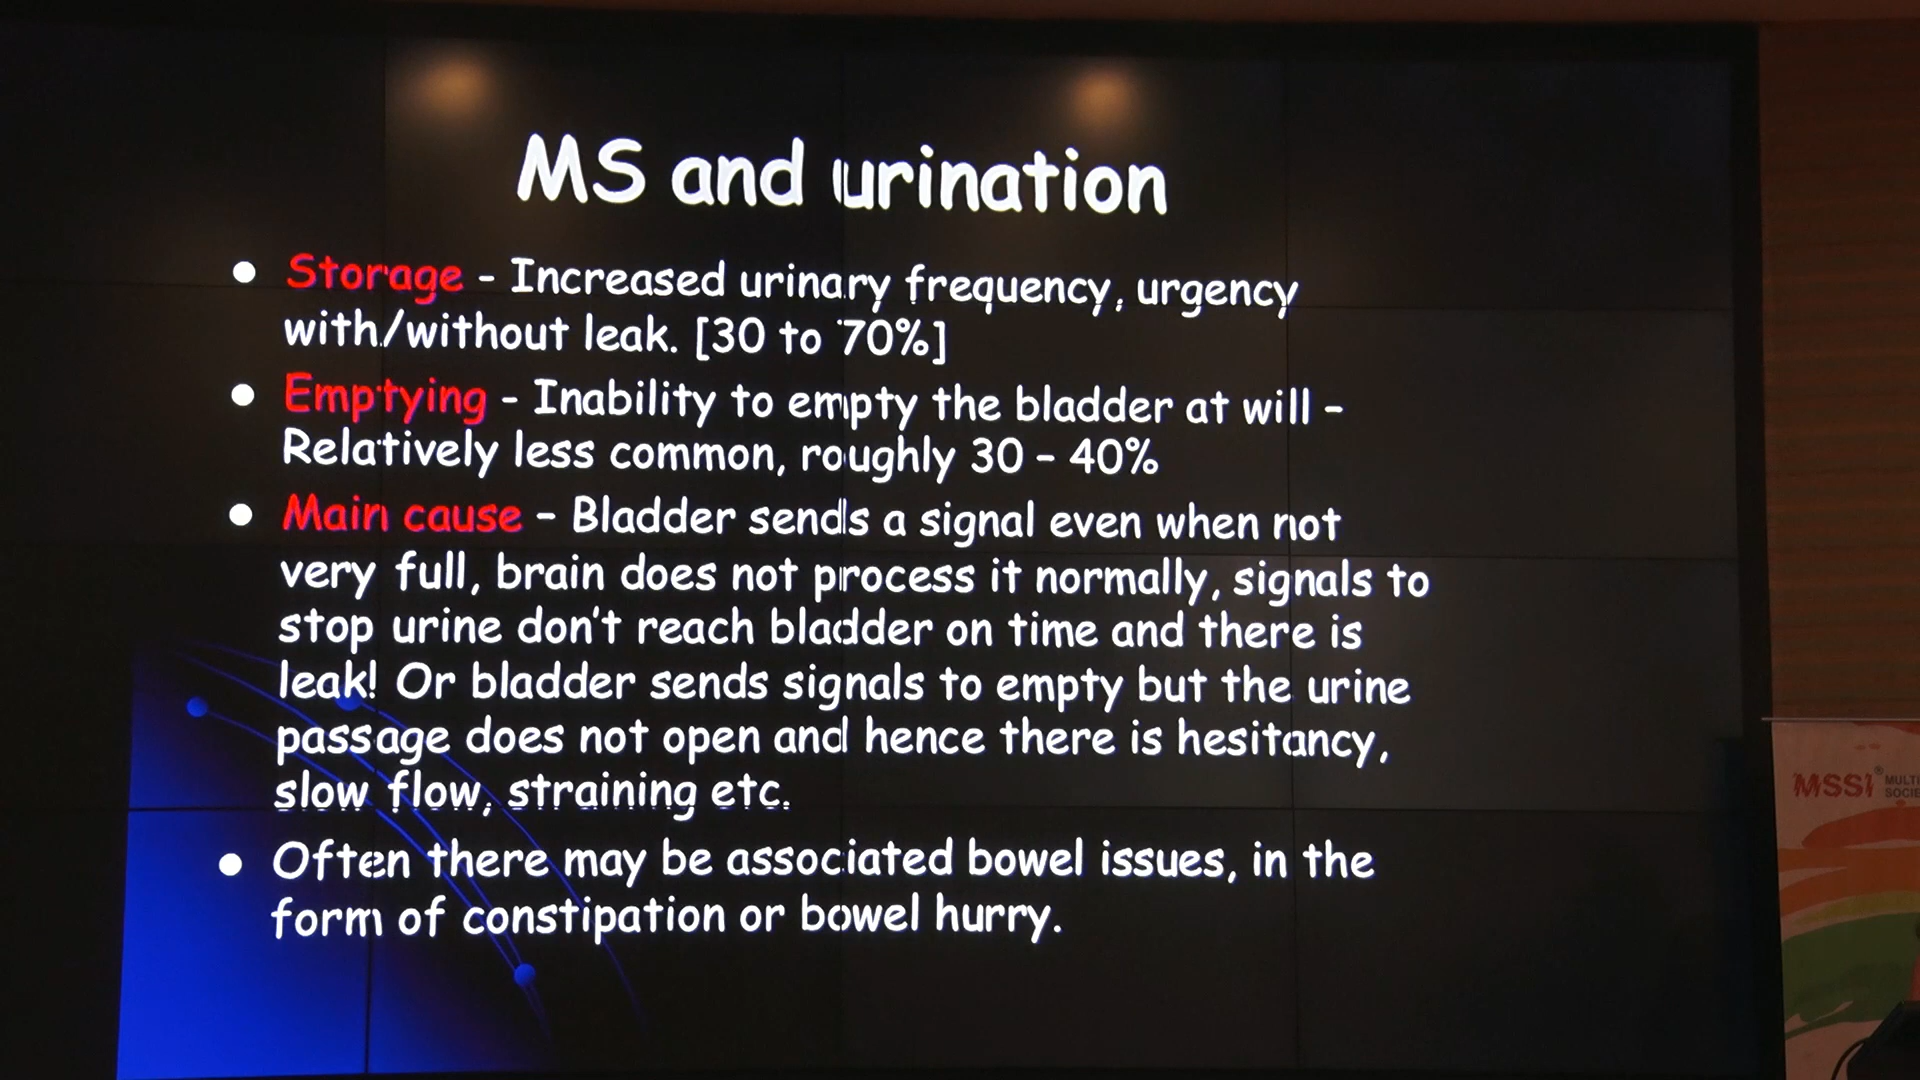 MS and urination
• Storage - Increased urinary frequency, urgency
with/without leak. [30 to 70%]
• Emptying - Inability to empty the bladder at will –
Relatively less common, roughly 30 – 40%
• Main cause – Bladder sends a signal even when not
very full, brain does not process it normally, signals to
stop urine don't reach bladder on time and there is
leak! Or bladder sends signals to empty but the urine
passage does not open and hence there is hesitancy,
slow flow, straining etc.
• Often there may be associated bowel issues, in the
form of constipation or bowel hurry.
MSSI®